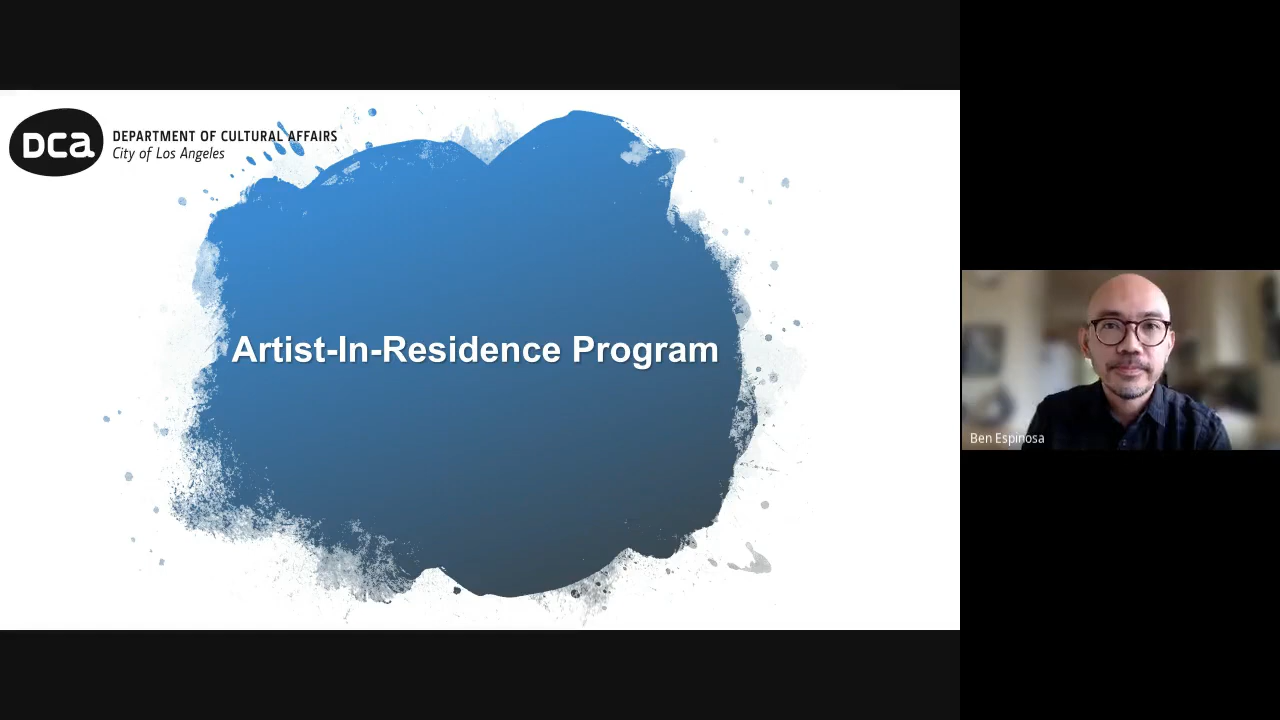 DCa
DEPARTMENT OF CULTURAL AFFAIRS
City of Los Angeles
Artist-In-Residence Program
Ben Espinosa